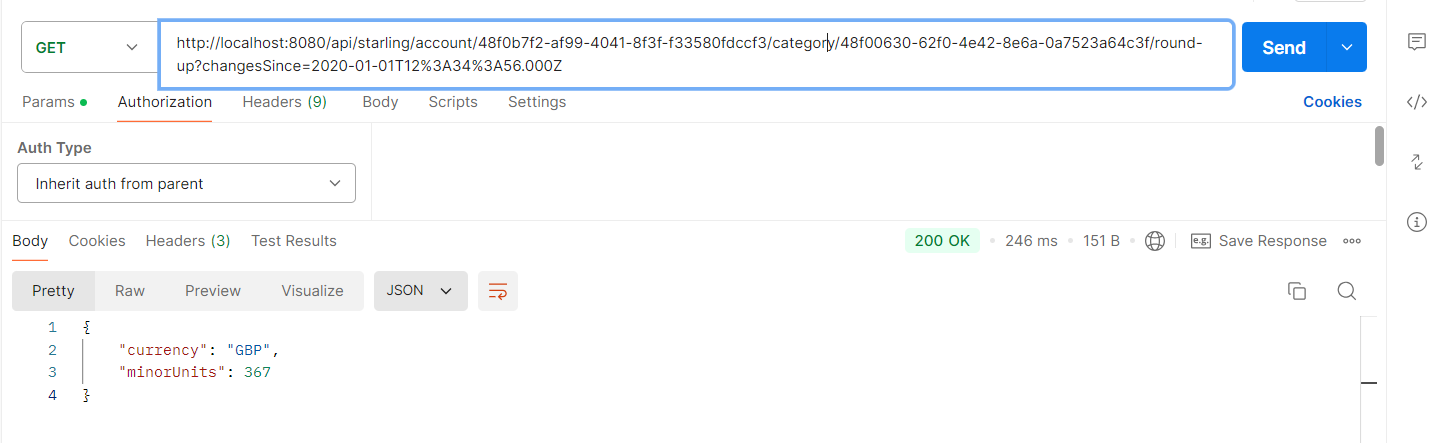 GET
http://localhost:8080/api/starling/account/48f0b7f2-af99-4041-8f3f-f33580fdccf3/category/48f00630-62f0-4e42-8e6a-0a7523a64c3f/round-
up?changesSince=2020-01-01T12%3A34%3A56.000Z
Send
Params Authorization Headers (9) Body Scripts Settings Cookies
Auth Type
Inherit auth from parent
Body Cookies Headers (3) Test Results 200 OK 246 ms 151 B e.g. Save Response
Pretty Raw Preview Visualize JSON
1 {
2 "currency": "GBP",
3 "minorUnits": 367
4 }